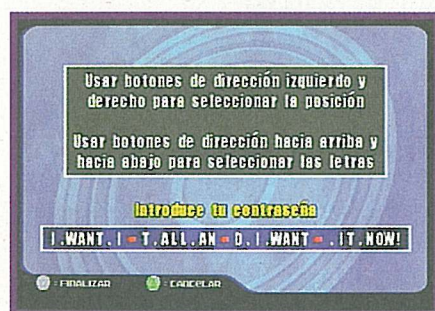 Usar botones de dirección izquierdo y
derecho para seleccionar la posición
Usar botones de dirección hacia arriba y
hacia abajo para seleccionar las letras
Introduce tu contraseña
I.WANT.I-T.ALL.AN-D.I.WANT-.IT.NOW!
: FINALIZAR : CANCELAR